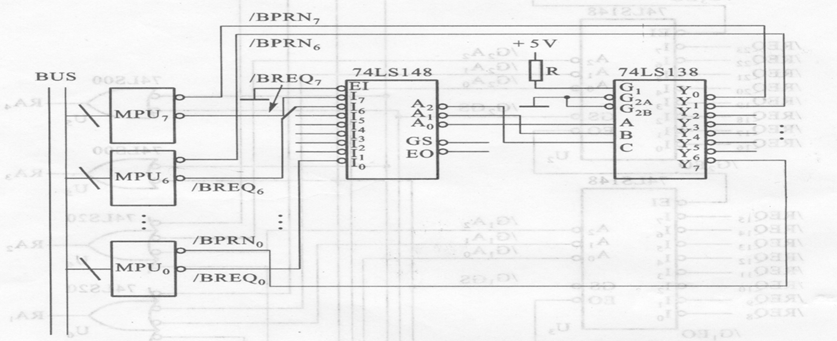 /BPRN7
/BPRN6
+5V
BUS
/BREQ7
74LS148
R
74LS138
MPU7
EI
I7
I6
I5
I4
I3
I2
I1
I0
A2
A1
A0
GS
EO
G1
G2A
G2B
A
B
C
Y0
Y1
Y2
Y3
Y4
Y5
Y6
Y7
MPU6
/BREQ6
/BPRN0
MPU0
/BREQ0